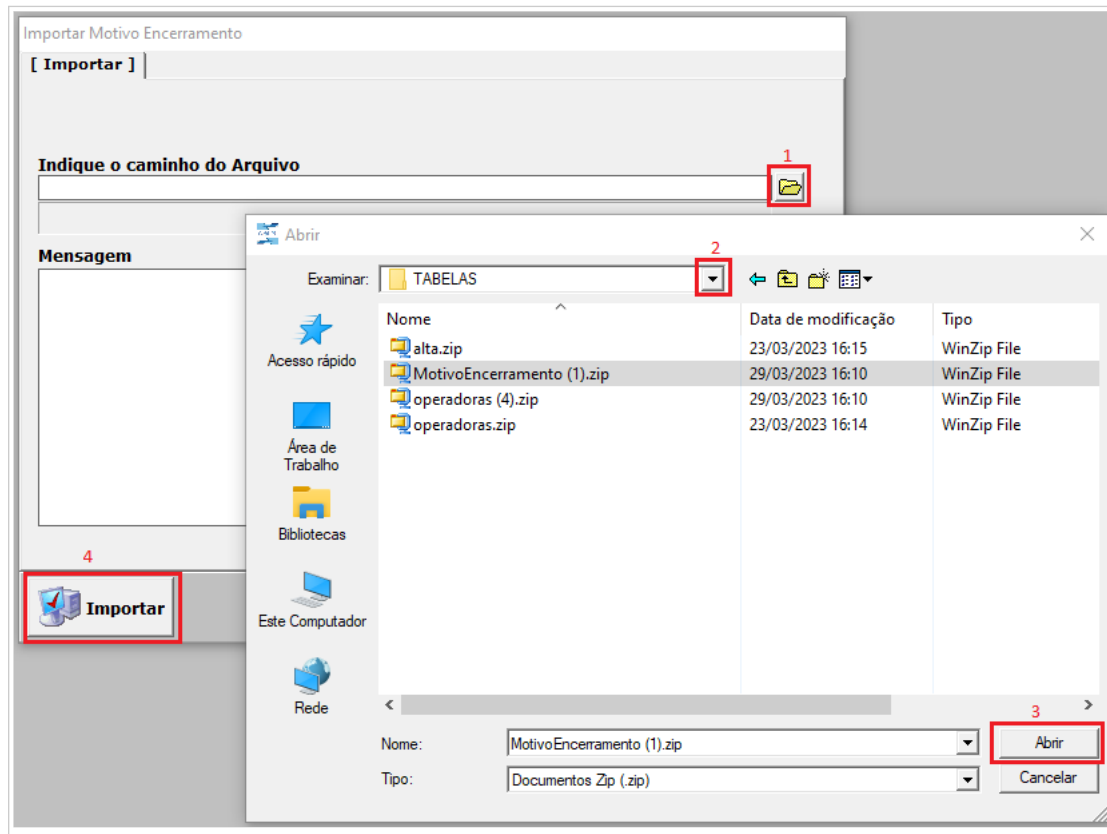 Importar Motivo Encerramento
[ Importar ]
Indique o caminho do Arquivo
1
Mensagem
4
Importar
Abrir
2
Examinar:
TABELAS
Acesso rápido
Área de
Trabalho
Bibliotecas
Este Computador
Rede
Nome
Data de modificação
Tipo
alta.zip
23/03/2023 16:15
WinZip File
MotivoEncerramento (1).zip
29/03/2023 16:10
WinZip File
operadoras (4).zip
29/03/2023 16:10
WinZip File
operadoras.zip
23/03/2023 16:14
WinZip File
3
Nome:
MotivoEncerramento (1).zip
Abrir
Tipo:
Documentos Zip (.zip)
Cancelar